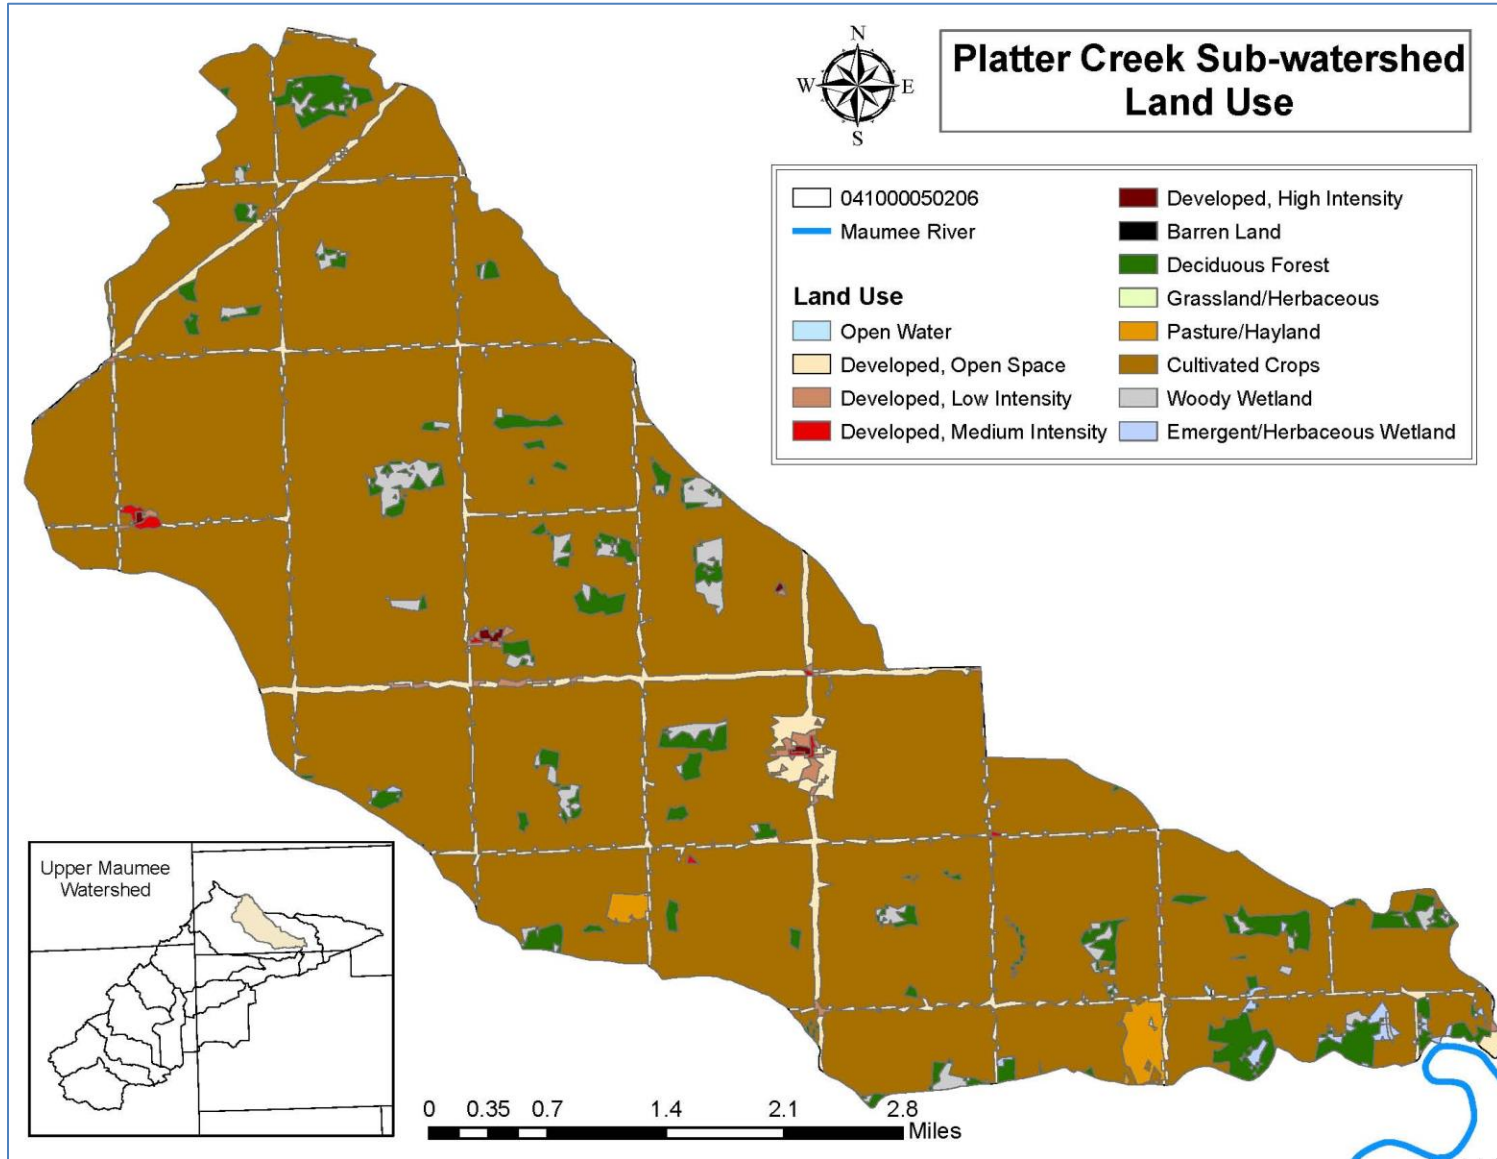 N
W
E
S
Platter Creek Sub-watershed
Land Use
041000050206
Maumee River
Land Use
Open Water
Developed, Open Space
Developed, Low Intensity
Developed, Medium Intensity
Developed, High Intensity
Barren Land
Deciduous Forest
Grassland/Herbaceous
Pasture/Hayland
Cultivated Crops
Woody Wetland
Emergent/Herbaceous Wetland
Upper Maumee
Watershed
0 0.35 0.7 1.4 2.1 2.8
Miles